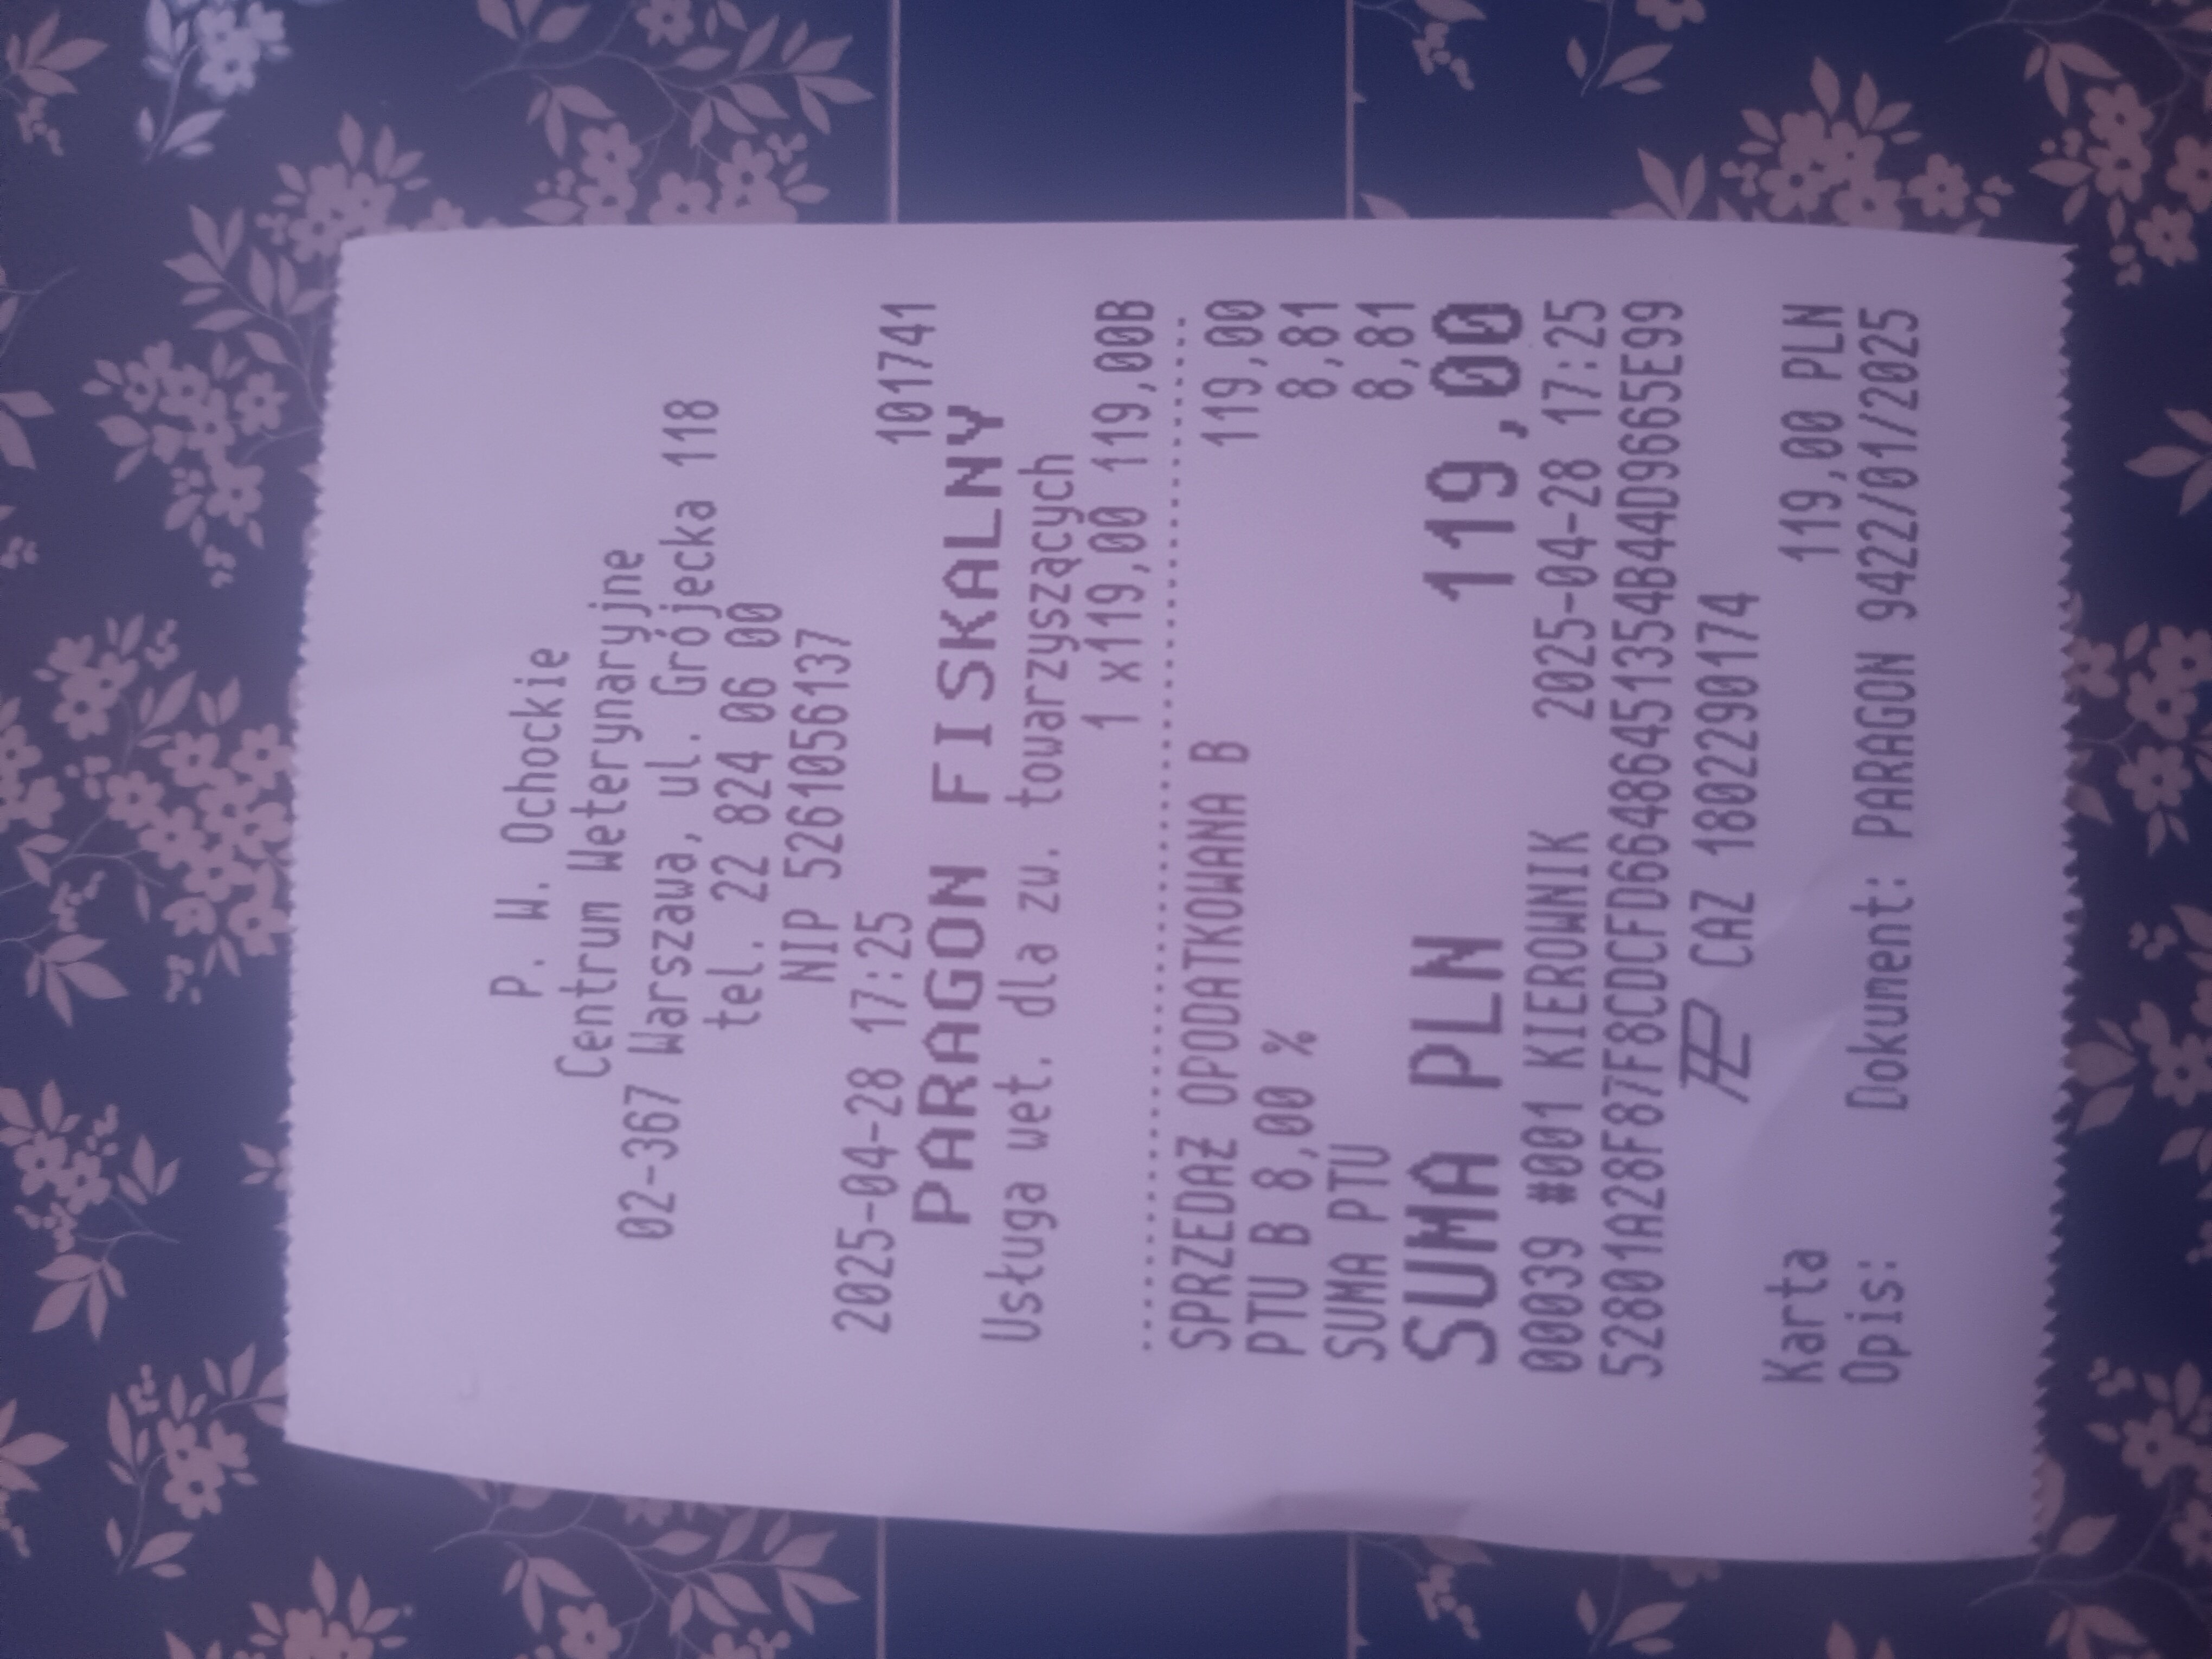 P. W. Ochockie
Centrum Weterynaryjne
02-367 Warszawa, ul. Grójecka 118
tel. 22 824 06 00
NIP 5261056137
2025-04-28 17:25 101741
PARAGON FISKALNY
Usługa wet. dla zw. towarzyszących
1 x119,00 119,00B
SPRZEDAŻ OPODATKOWANA B 119,00
PTU B 8,00 % 8,81
SUMA PTU 8,81
SUMA PLN 119,00
00039 #001 KIEROWNIK 2025-04-28 17:25
52801A28F87F8CDCFD66486451354B44D9665E99
CAZ 1802290174
Karta 119,00 PLN
Opis: Dokument: PARAGON 9422/01/2025